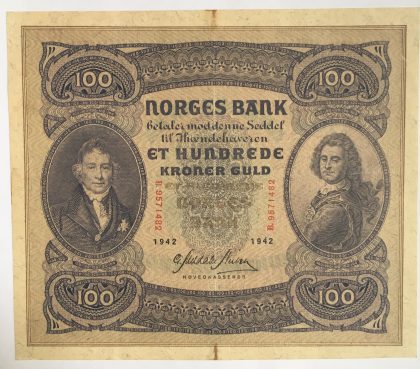 100 100
NORGES BANK
betaler mod denne Seddel
til Ihændehaveren
ET HUNDREDE
KRONER GULD
B.9571482
B.9571482
1942 1942
HOVEDKASSERER
100 100